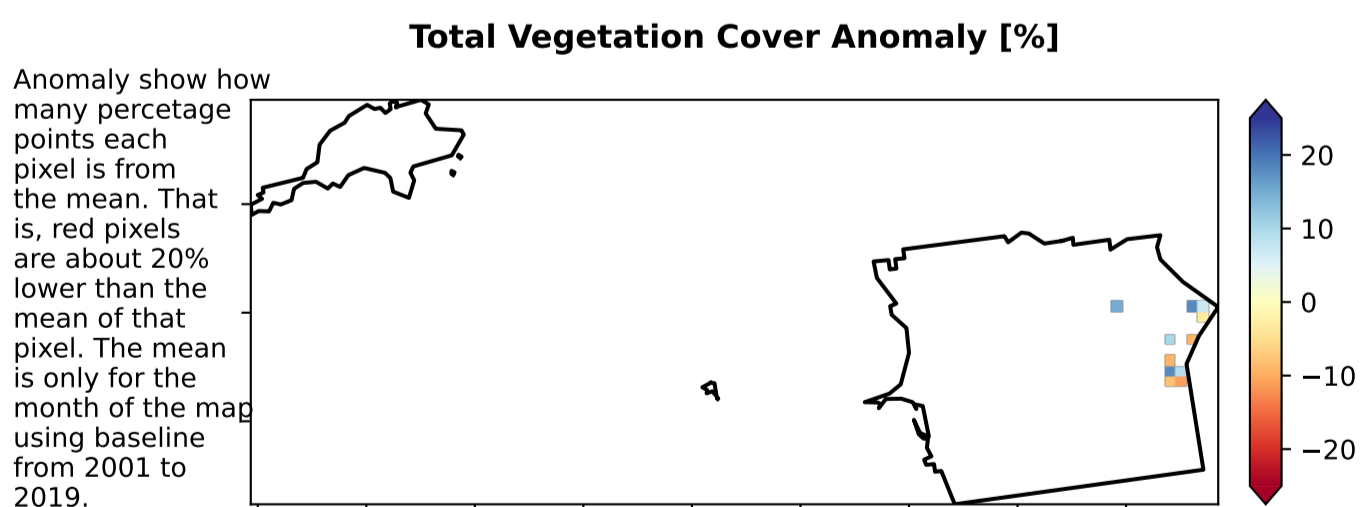 Total Vegetation Cover Anomaly [%]
Anomaly show how
many percetage
points each
pixel is from
the mean. That
is, red pixels
are about 20%
lower than the
mean of that
pixel. The mean
is only for the
month of the map
using baseline
from 2001 to
2019.
20
10
0
−10
−20